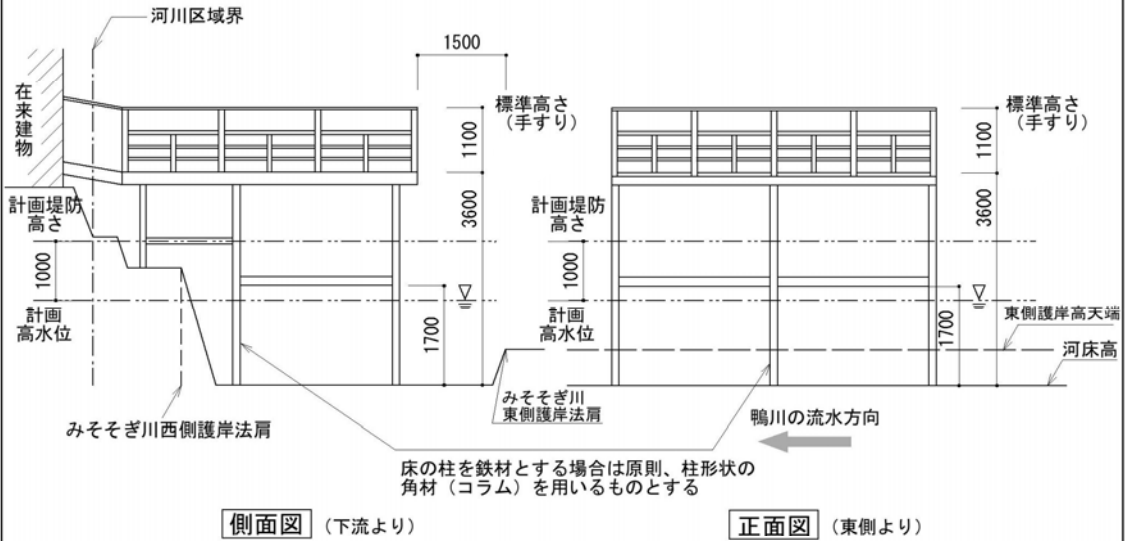 河川区域界
1500
在来建物
標準高さ
(手すり)
1100
3600
計画堤防
高さ
1000
計画
高水位
1700
みそそぎ川
東側護岸法肩
みそそぎ川西側護岸法肩
標準高さ
(手すり)
1100
3600
計画堤防
高さ
1000
計画
高水位
1700
東側護岸高天端
河床高
鴨川の流水方向
床の柱を鉄材とする場合は原則、柱形状の
角材(コラム)を用いるものとする
側面図 (下流より)
正面図 (東側より)